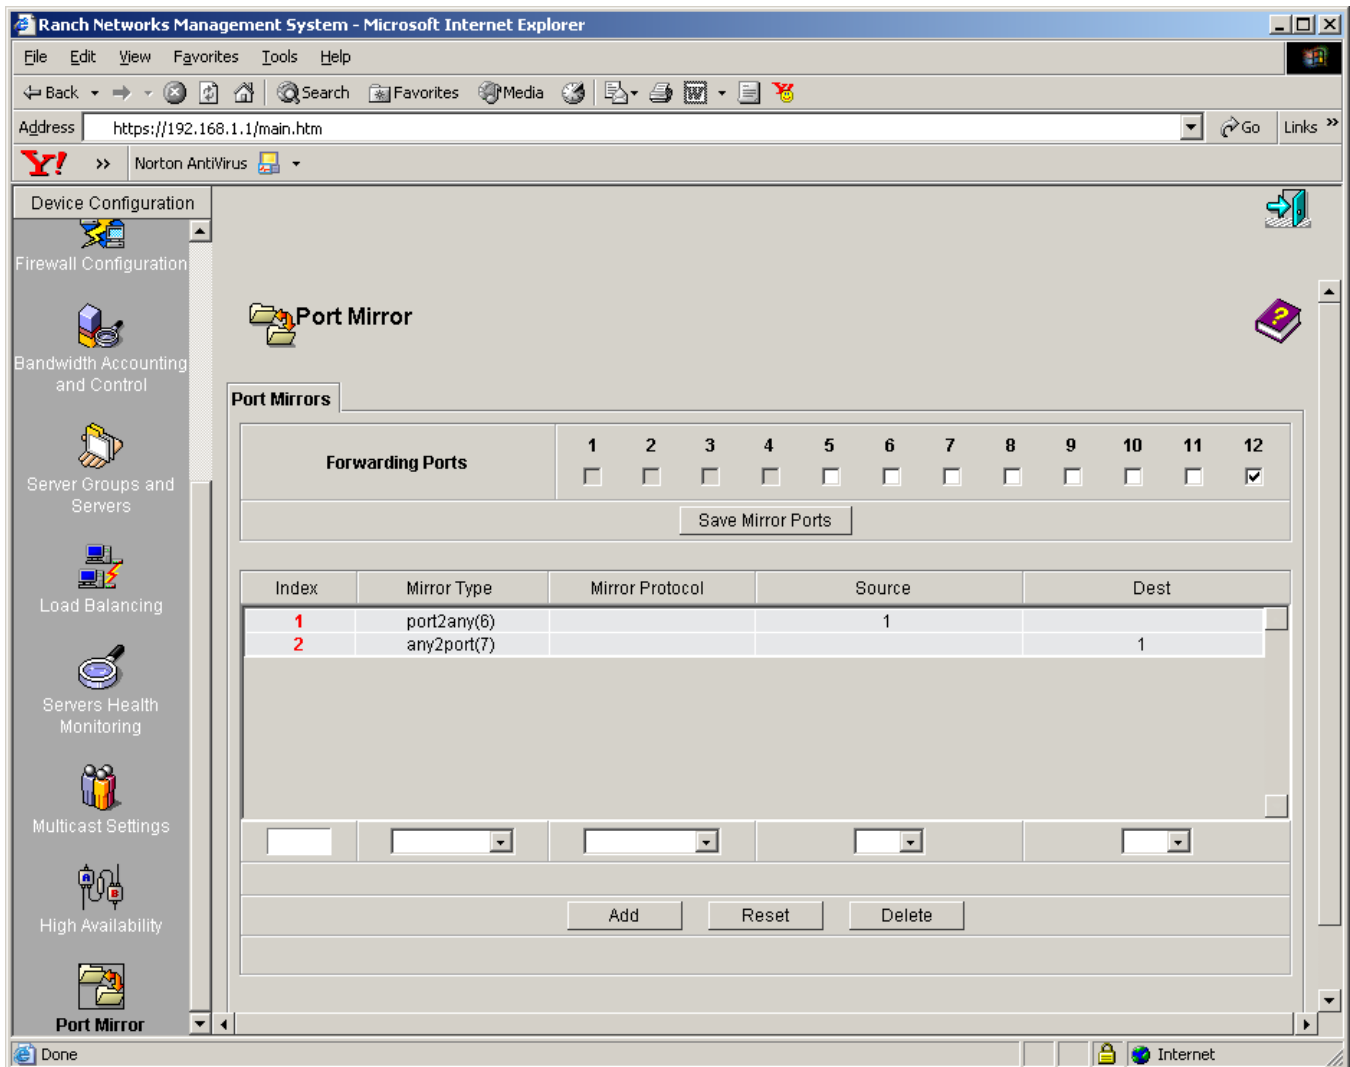 Ranch Networks Management System - Microsoft Internet Explorer
File Edit View Favorites Tools Help
Back Search Favorites Media W
Address https://192.168.1.1/main.htm Go Links »
Y! » Norton AntiVirus
Device Configuration
Firewall Configuration
Bandwidth Accounting
and Control
Server Groups and
Servers
Load Balancing
Servers Health
Monitoring
Multicast Settings
A B
High Availability
Port Mirror
Port Mirror ?
Port Mirrors
Forwarding Ports 1 2 3 4 5 6 7 8 9 10 11 12
Save Mirror Ports
Index Mirror Type Mirror Protocol Source Dest
1 port2any(6) 1
2 any2port(7) 1
Add Reset Delete
Done Internet